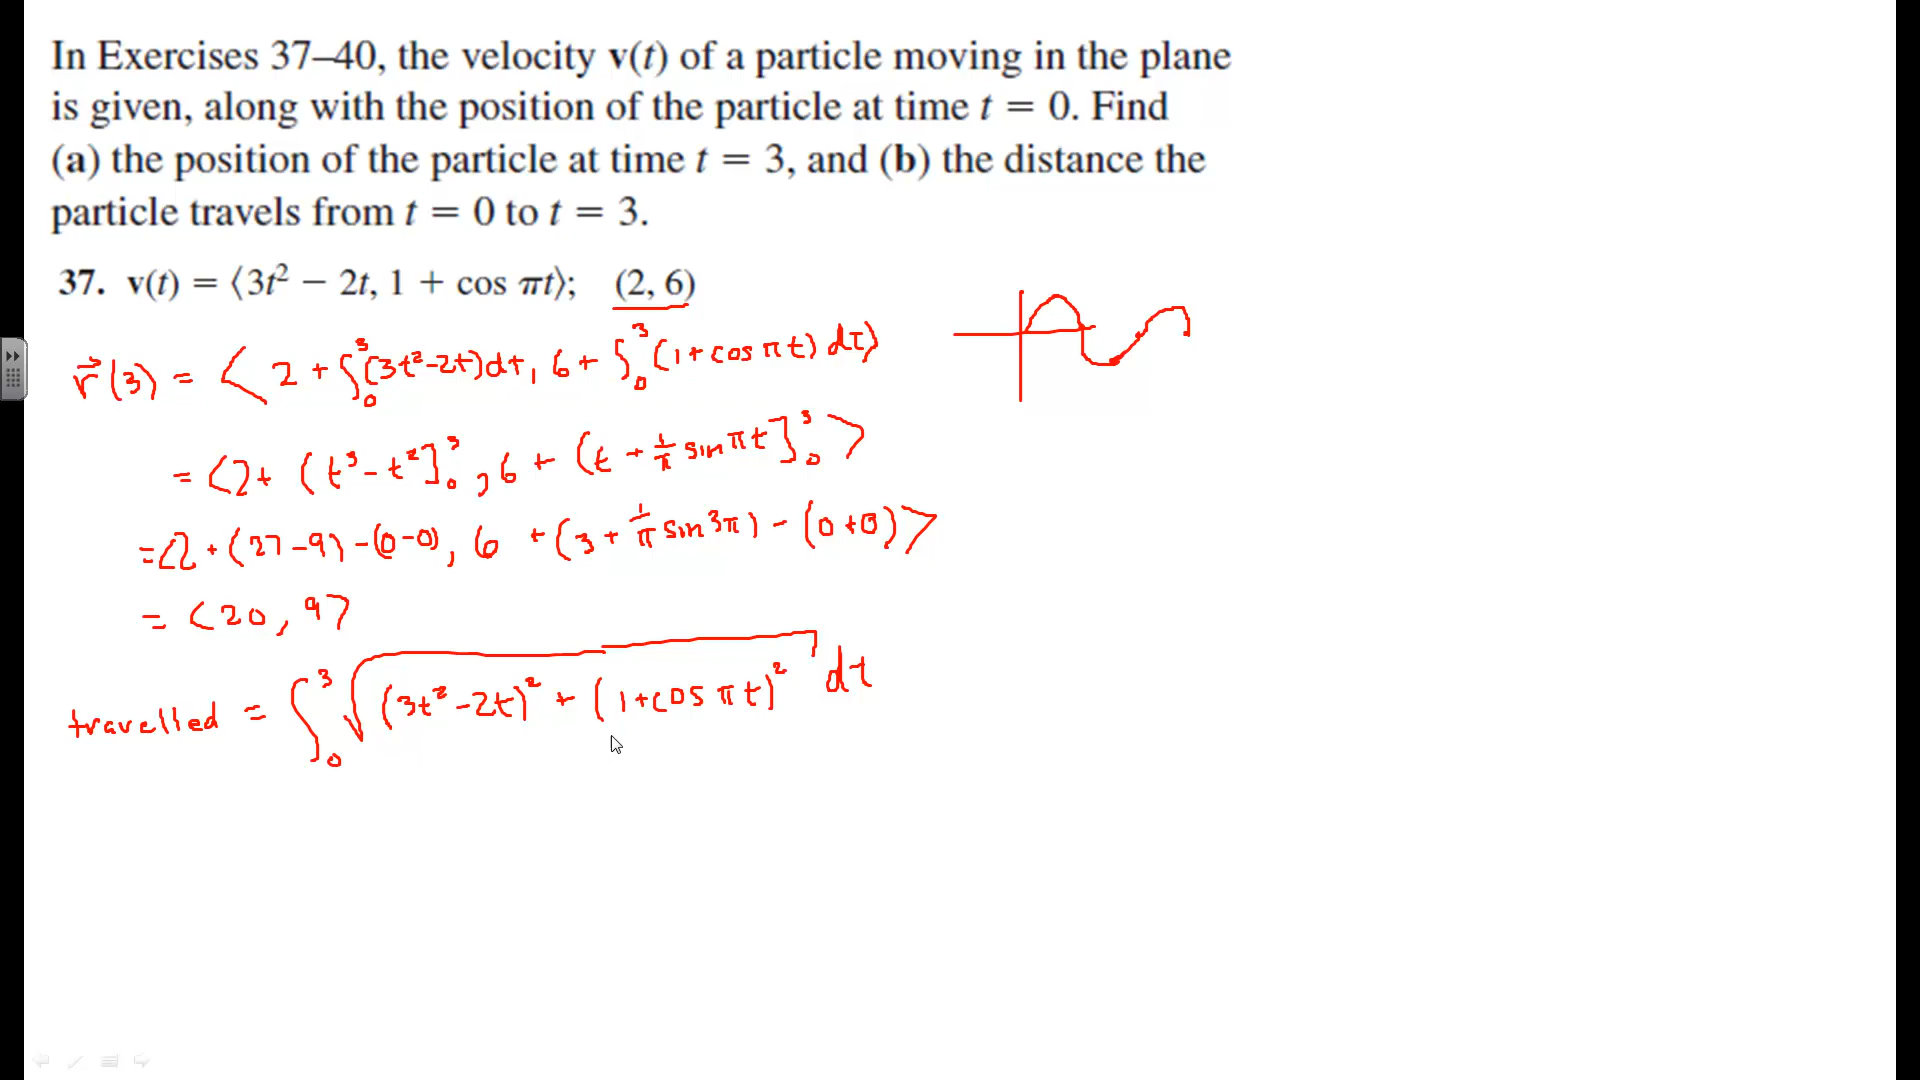 In Exercises 37–40, the velocity v(t) of a particle moving in the plane
is given, along with the position of the particle at time t = 0. Find
(a) the position of the particle at time t = 3, and (b) the distance the
particle travels from t = 0 to t = 3.
37. v(t) = ⟨3t² − 2t, 1 + cos πt⟩; (2, 6)
r⃗(3) = ⟨2 + ∫₀³(3t²-2t)dt, 6 + ∫₀³(1+cos πt) dt⟩
= ⟨2+ (t³-t²]₀³, 6 + (t + 1/π sin πt]₀³⟩
= ⟨2 + (27-9) - (0-0), 6 + (3 + 1/π sin 3π) - (0+0)⟩
= ⟨20, 9⟩
travelled = ∫₀³ √((3t²-2t)² + (1+cos πt)²) dt